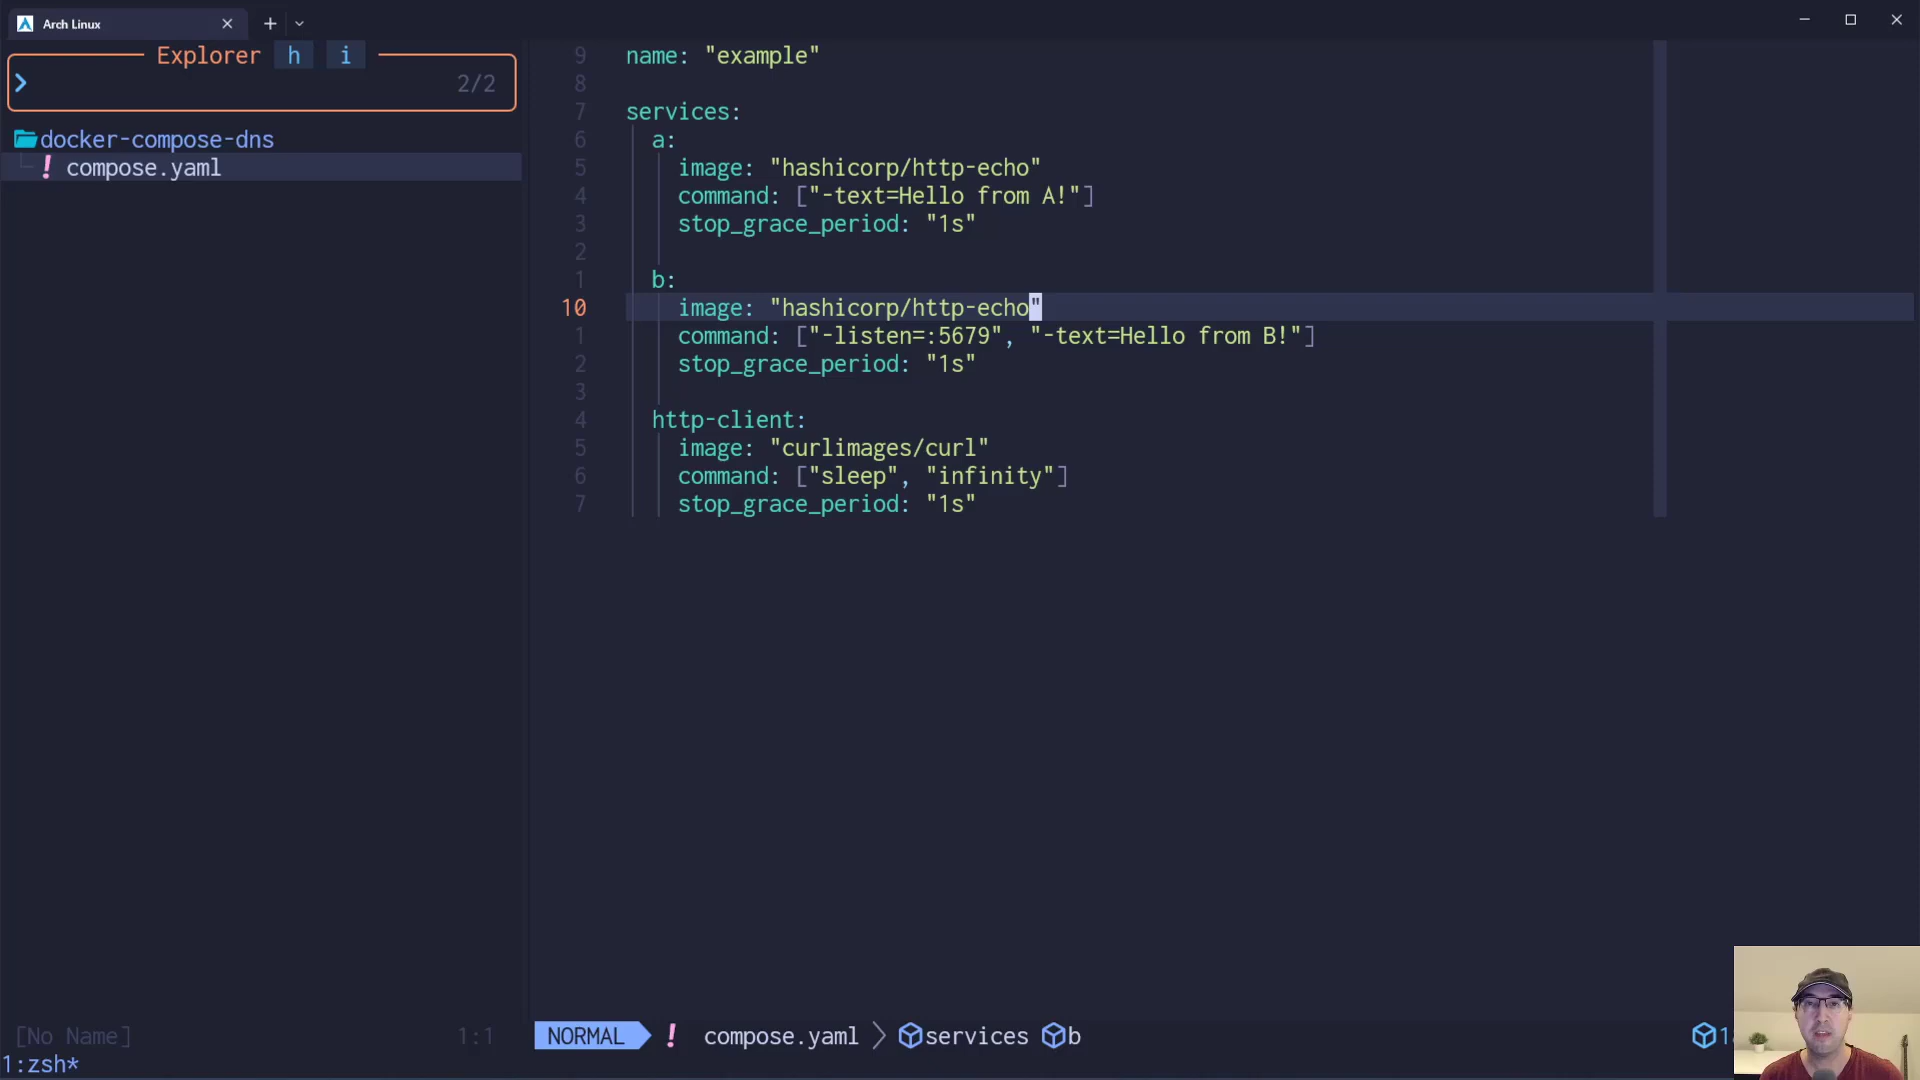 Arch Linux
Explorer h i
2/2
docker-compose-dns
! compose.yaml
9 name: "example"
8
7 services:
6 a:
5 image: "hashicorp/http-echo"
4 command: ["-text=Hello from A!"]
3 stop_grace_period: "1s"
2
1 b:
10 image: "hashicorp/http-echo"
1 command: ["-listen=:5679", "-text=Hello from B!"]
2 stop_grace_period: "1s"
3
4 http-client:
5 image: "curlimages/curl"
6 command: ["sleep", "infinity"]
7 stop_grace_period: "1s"
[No Name] 1:1
NORMAL ! compose.yaml services b
1:zsh*